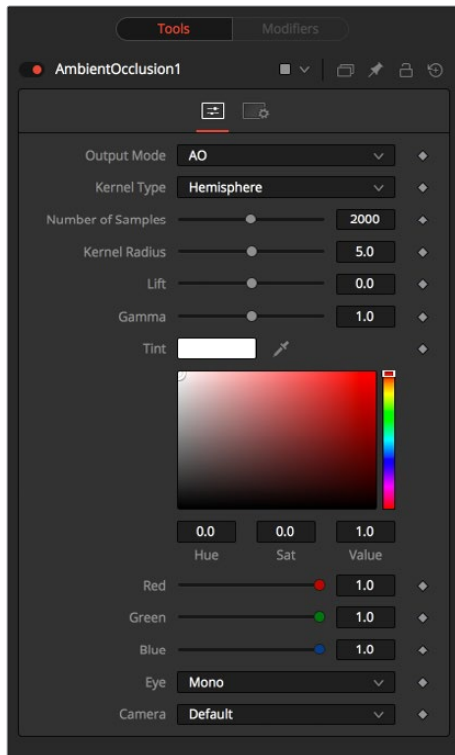 Tools Modifiers
AmbientOcclusion1
Output Mode AO
Kernel Type Hemisphere
Number of Samples 2000
Kernel Radius 5.0
Lift 0.0
Gamma 1.0
Tint
0.0 0.0 1.0
Hue Sat Value
Red 1.0
Green 1.0
Blue 1.0
Eye Mono
Camera Default